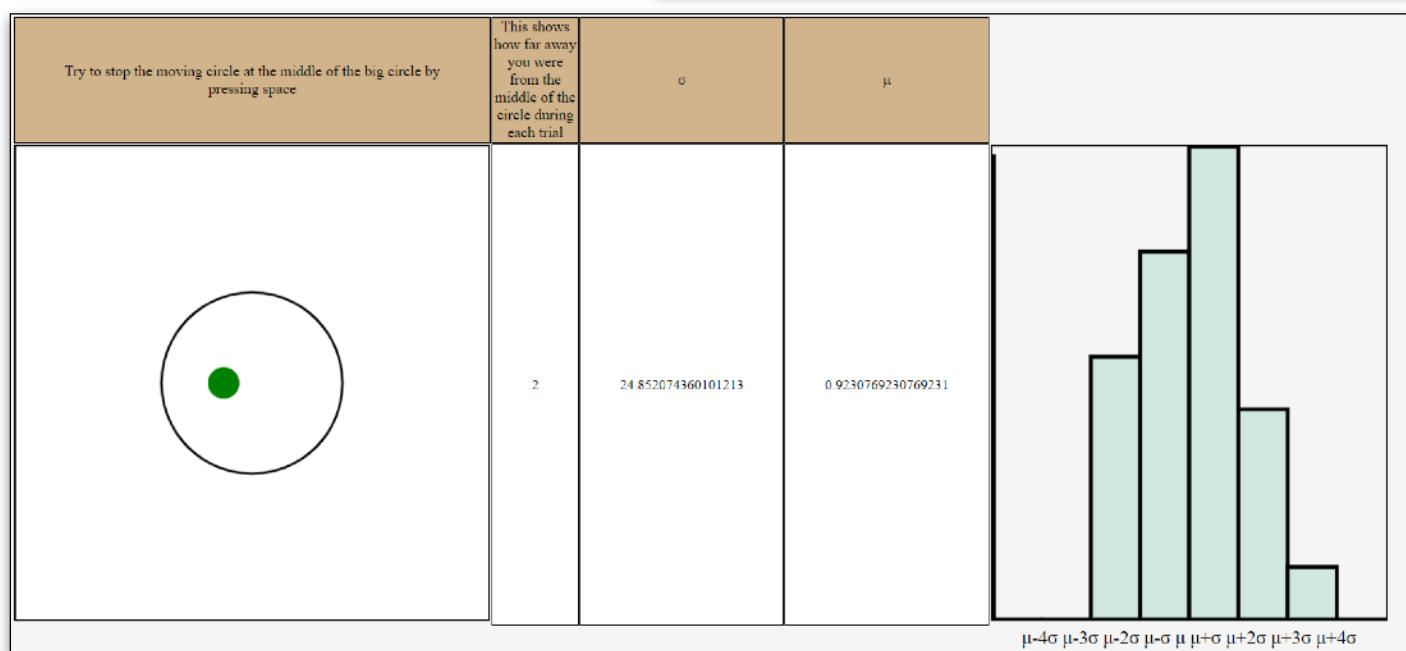 Try to stop the moving circle at the middle of the big circle by
pressing space
This shows
how far away
you were
from the
middle of the
circle during
each trial
σ
μ
2
24.852074360101213
0.9230769230769231
μ-4σ μ-3σ μ-2σ μ-σ μ μ+σ μ+2σ μ+3σ μ+4σ